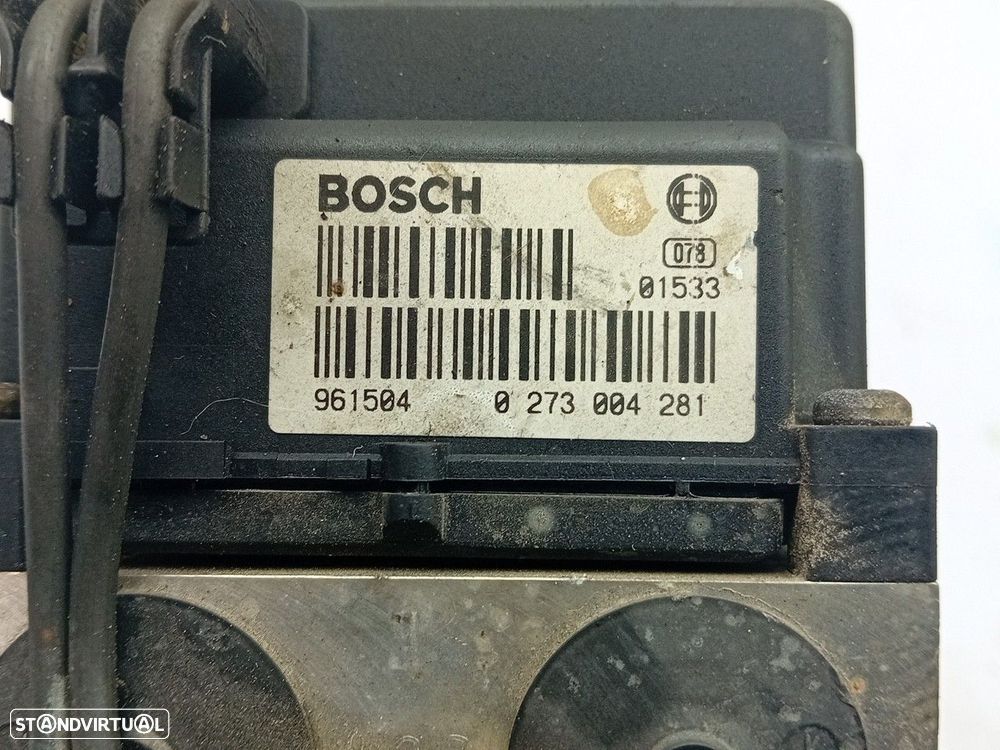 BOSCH
078
01533
961504 0 273 004 281
STANDVIRTUAL